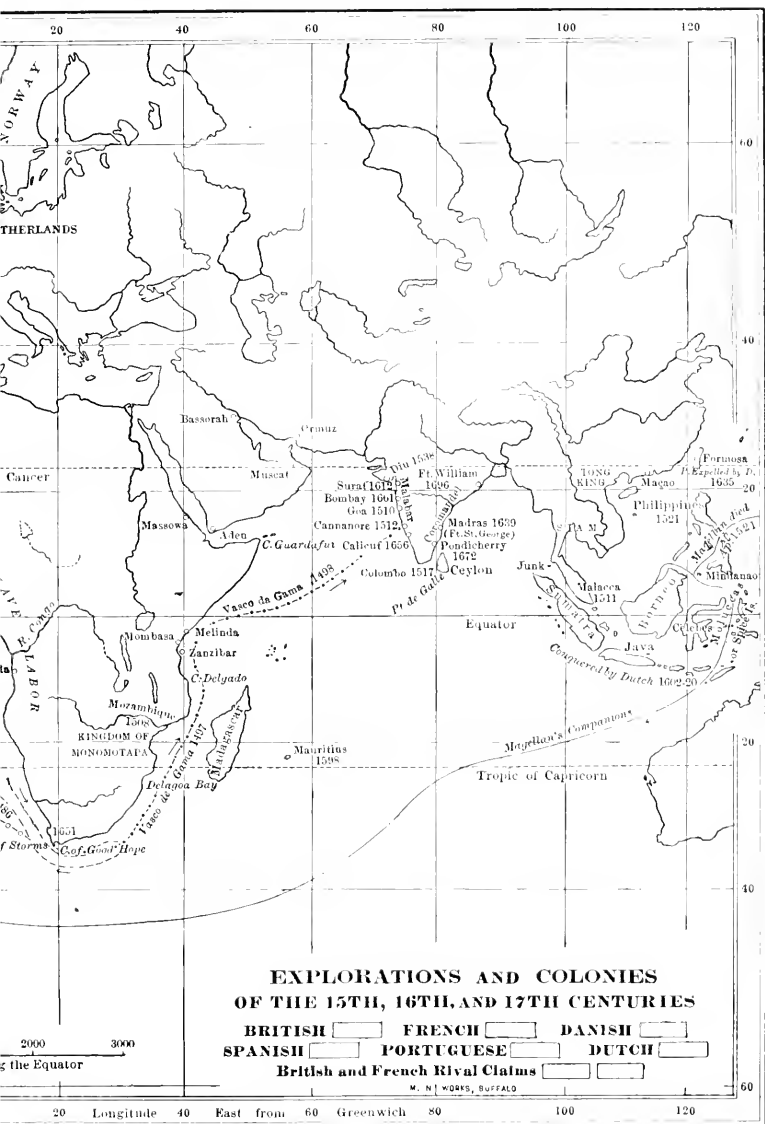 20 40 60 80 100 120
NORWAY
60
THERLANDS
40
Bassorah
Ormuz
Cancer
Muscat
Diu 1538
Ft. William
1696
Surat 1612
Bombay 1661
Goa 1510
Malabar
Coromandel
Cannanore 1512
Calicut 1656
Madras 1639
(Ft. St. George)
Pondicherry
1672
Colombo 1517
Ceylon
Pt. de Galle
TONG
KING
Macao
Formosa
P. Expelled by D.
1635
20
Philippines
1521
SIAM
Magellan died
1521
Massowa
Aden
C. Guardafui
Vasco da Gama 1498
Junk
Malacca
1511
Sumatra
Borneo
Mindanao
Celebes
Moluccas
or Spice Is.
Java
Equator
Conquered by Dutch 1602-20
R. Congo
LABOR
Mombasa
Melinda
Zanzibar
C. Delgado
Mozambique
1508
KINGDOM OF
MONOMOTAPA
Madagascar
Mauritius
1598
Magellan's Companions
20
Tropic of Capricorn
Delagoa Bay
Vasco de Gama 1497
1651
f Storms
C. of Good Hope
40
EXPLORATIONS AND COLONIES
OF THE 15TH, 16TH, AND 17TH CENTURIES
BRITISH FRENCH DANISH
SPANISH PORTUGUESE DUTCH
British and French Rival Claims
M. N. WORKS, BUFFALO
2000 3000
g the Equator
60
20 Longitude 40 East from 60 Greenwich 80 100 120